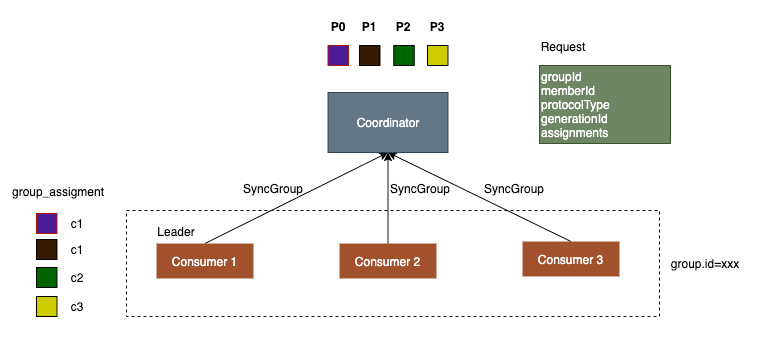 P0 P1 P2 P3
Request
groupId
memberId
protocolType
generationId
assignments
Coordinator
SyncGroup SyncGroup SyncGroup
group_assigment
c1
c1
c2
c3
Leader
Consumer 1 Consumer 2 Consumer 3
group.id=xxx